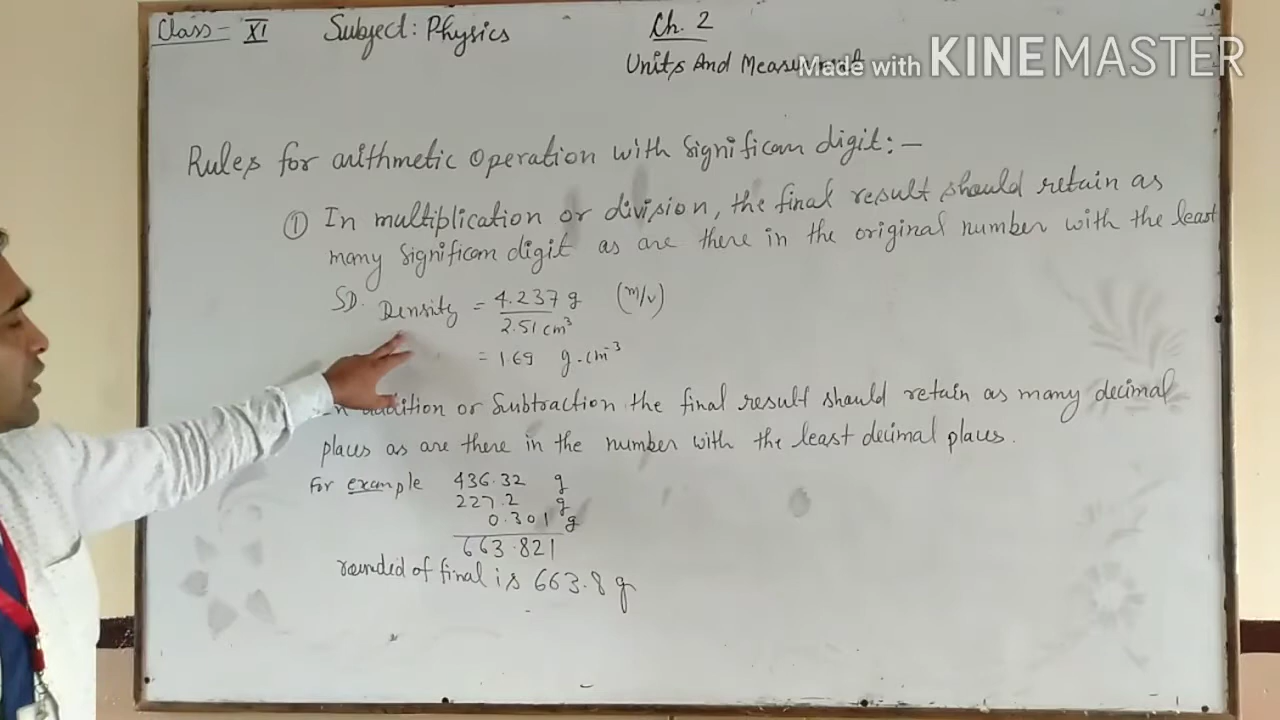 Class - XI Subject: Physics Ch. 2
Units And Measurment
Made with KINEMASTER
Rules for arithmetic operation with significan digit:-
① In multiplication or division, the final result should retain as
many significan digit as are there in the original number with the least
SD. Density = 4.237 g (m/v)
2.51 cm³
= 1.69 g.cm⁻³
In addition or Subtraction the final result should retain as many decimal
places as are there in the number with the least decimal places.
For example 436.32 g
227.2 g
0.301 g
663.821
rounded of final is 663.8 g